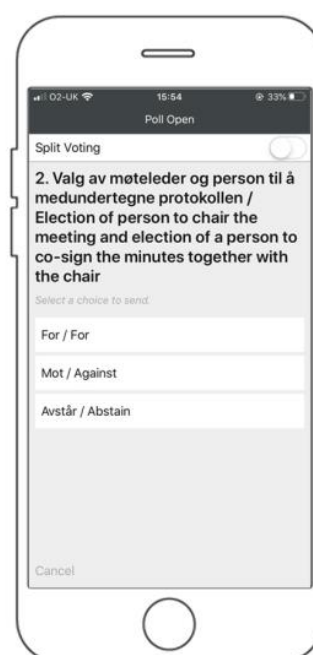 O2-UK 15:54 33%
Poll Open
Split Voting
2. Valg av møteleder og person til å
medundertegne protokollen /
Election of person to chair the
meeting and election of a person to
co-sign the minutes together with
the chair
Select a choice to send.
For / For
Mot / Against
Avstår / Abstain
Cancel